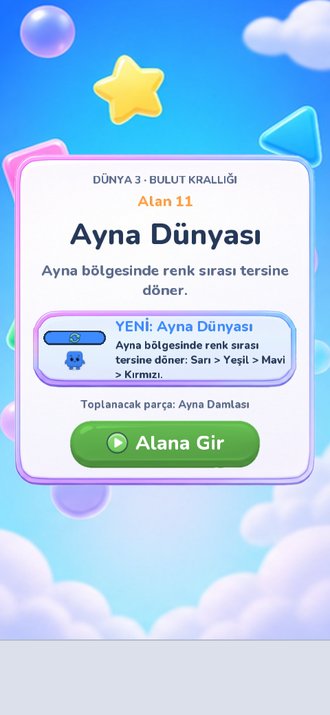 DÜNYA 3 · BULUT KRALLIĞI
Alan 11
Ayna Dünyası
Ayna bölgesinde renk sırası tersine
döner.
YENİ: Ayna Dünyası
Ayna bölgesinde renk sırası
tersine döner: Sarı > Yeşil > Mavi
> Kırmızı.
Toplanacak parça: Ayna Damlası
Alana Gir